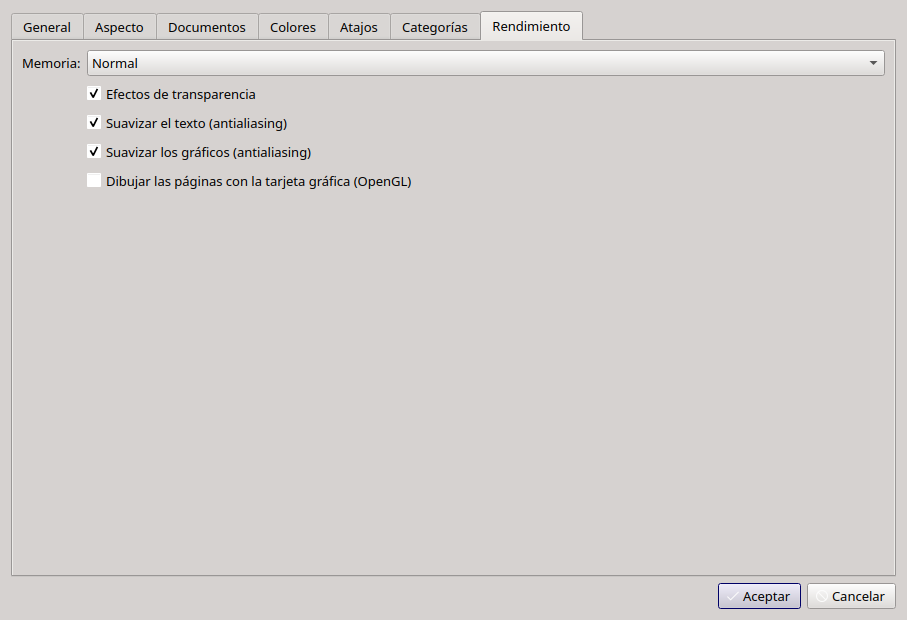 General Aspecto Documentos Colores Atajos Categorías Rendimiento
Memoria: Normal
Efectos de transparencia
Suavizar el texto (antialiasing)
Suavizar los gráficos (antialiasing)
Dibujar las páginas con la tarjeta gráfica (OpenGL)
Aceptar Cancelar